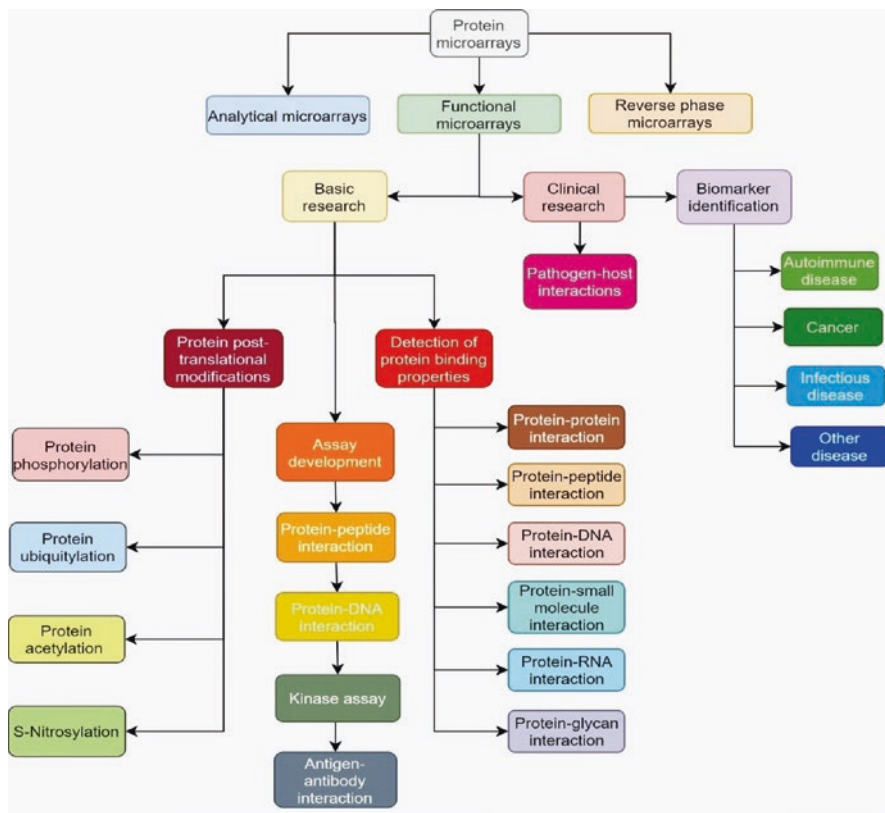 Protein
microarrays
Analytical microarrays
Functional
microarrays
Reverse phase
microarrays
Basic
research
Clinical
research
Biomarker
identification
Pathogen-host
interactions
Autoimmune
disease
Cancer
Infectious
disease
Other
disease
Protein post-
translational
modifications
Detection of
protein binding
properties
Protein
phosphorylation
Protein
ubiquitylation
Protein
acetylation
S-Nitrosylation
Assay
development
Protein-peptide
interaction
Protein-DNA
interaction
Kinase assay
Antigen-
antibody
interaction
Protein-protein
interaction
Protein-peptide
interaction
Protein-DNA
interaction
Protein-small
molecule
interaction
Protein-RNA
interaction
Protein-glycan
interaction